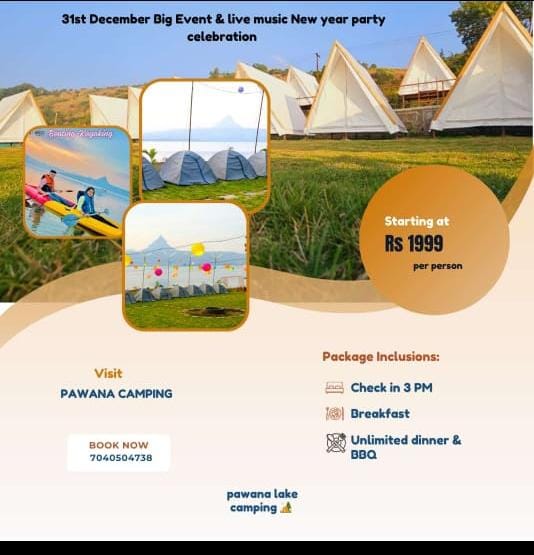 31st December Big Event & live music New year party
celebration
Boating Kayaking
Starting at
Rs 1999
per person
Package Inclusions:
Check in 3 PM
Breakfast
Unlimited dinner &
BBQ
Visit
PAWANA CAMPING
BOOK NOW
7040504738
pawana lake
camping 🏕️